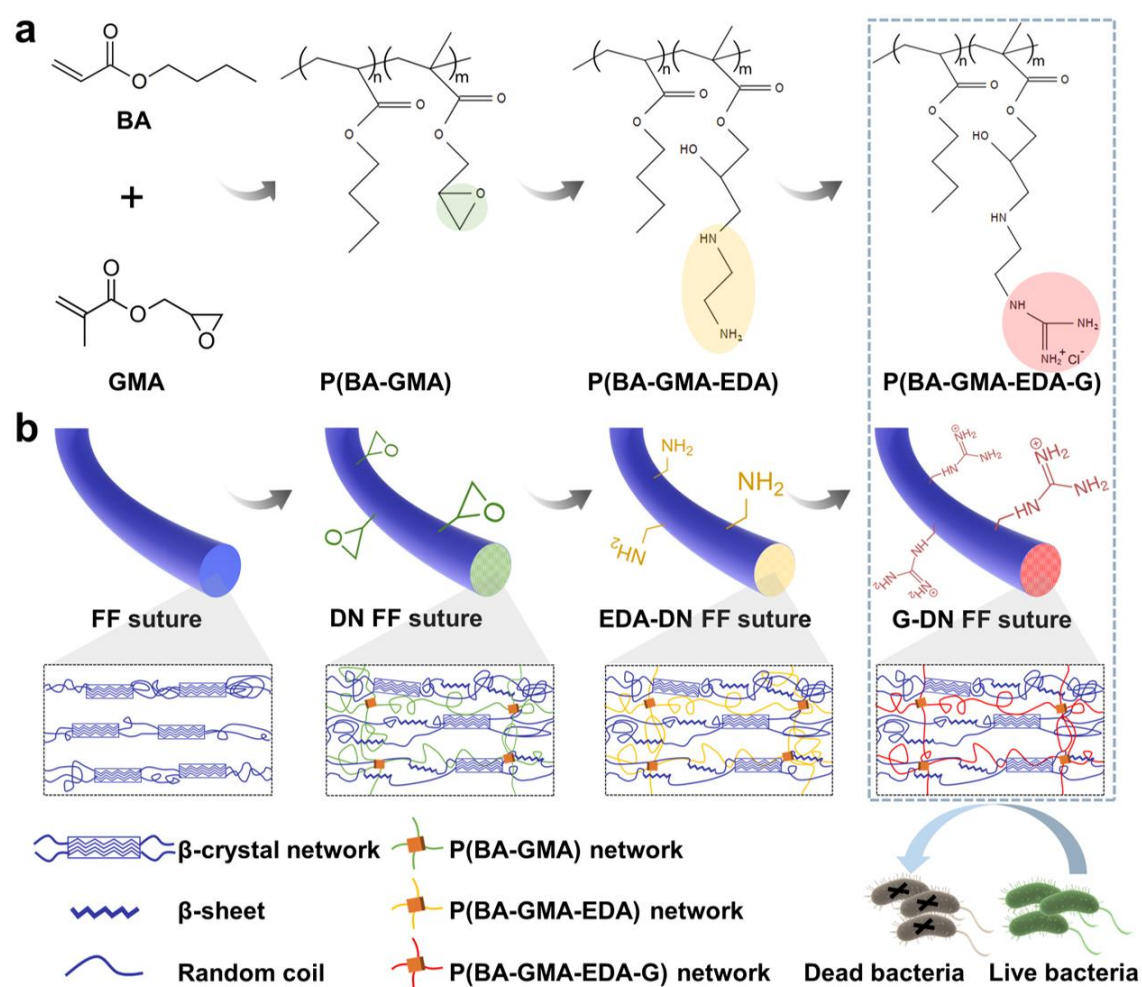 a
O
O
BA
+
O
O
O
GMA
n
m
O
O
O
O
O
P(BA-GMA)
n
m
O
O
O
O
HO
HN
NH2
P(BA-GMA-EDA)
n
m
O
O
O
O
HO
HN
NH
NH2
NH2+ Cl-
P(BA-GMA-EDA-G)
b
FF suture
O
O
O
DN FF suture
NH2
NH2
NH2
EDA-DN FF suture
⊕
NH2
NH2
HN
⊕
NH2
NH2
HN
NH
NH2
NH2
⊕
G-DN FF suture
β-crystal network
P(BA-GMA) network
β-sheet
P(BA-GMA-EDA) network
Random coil
P(BA-GMA-EDA-G) network
Dead bacteria
Live bacteria